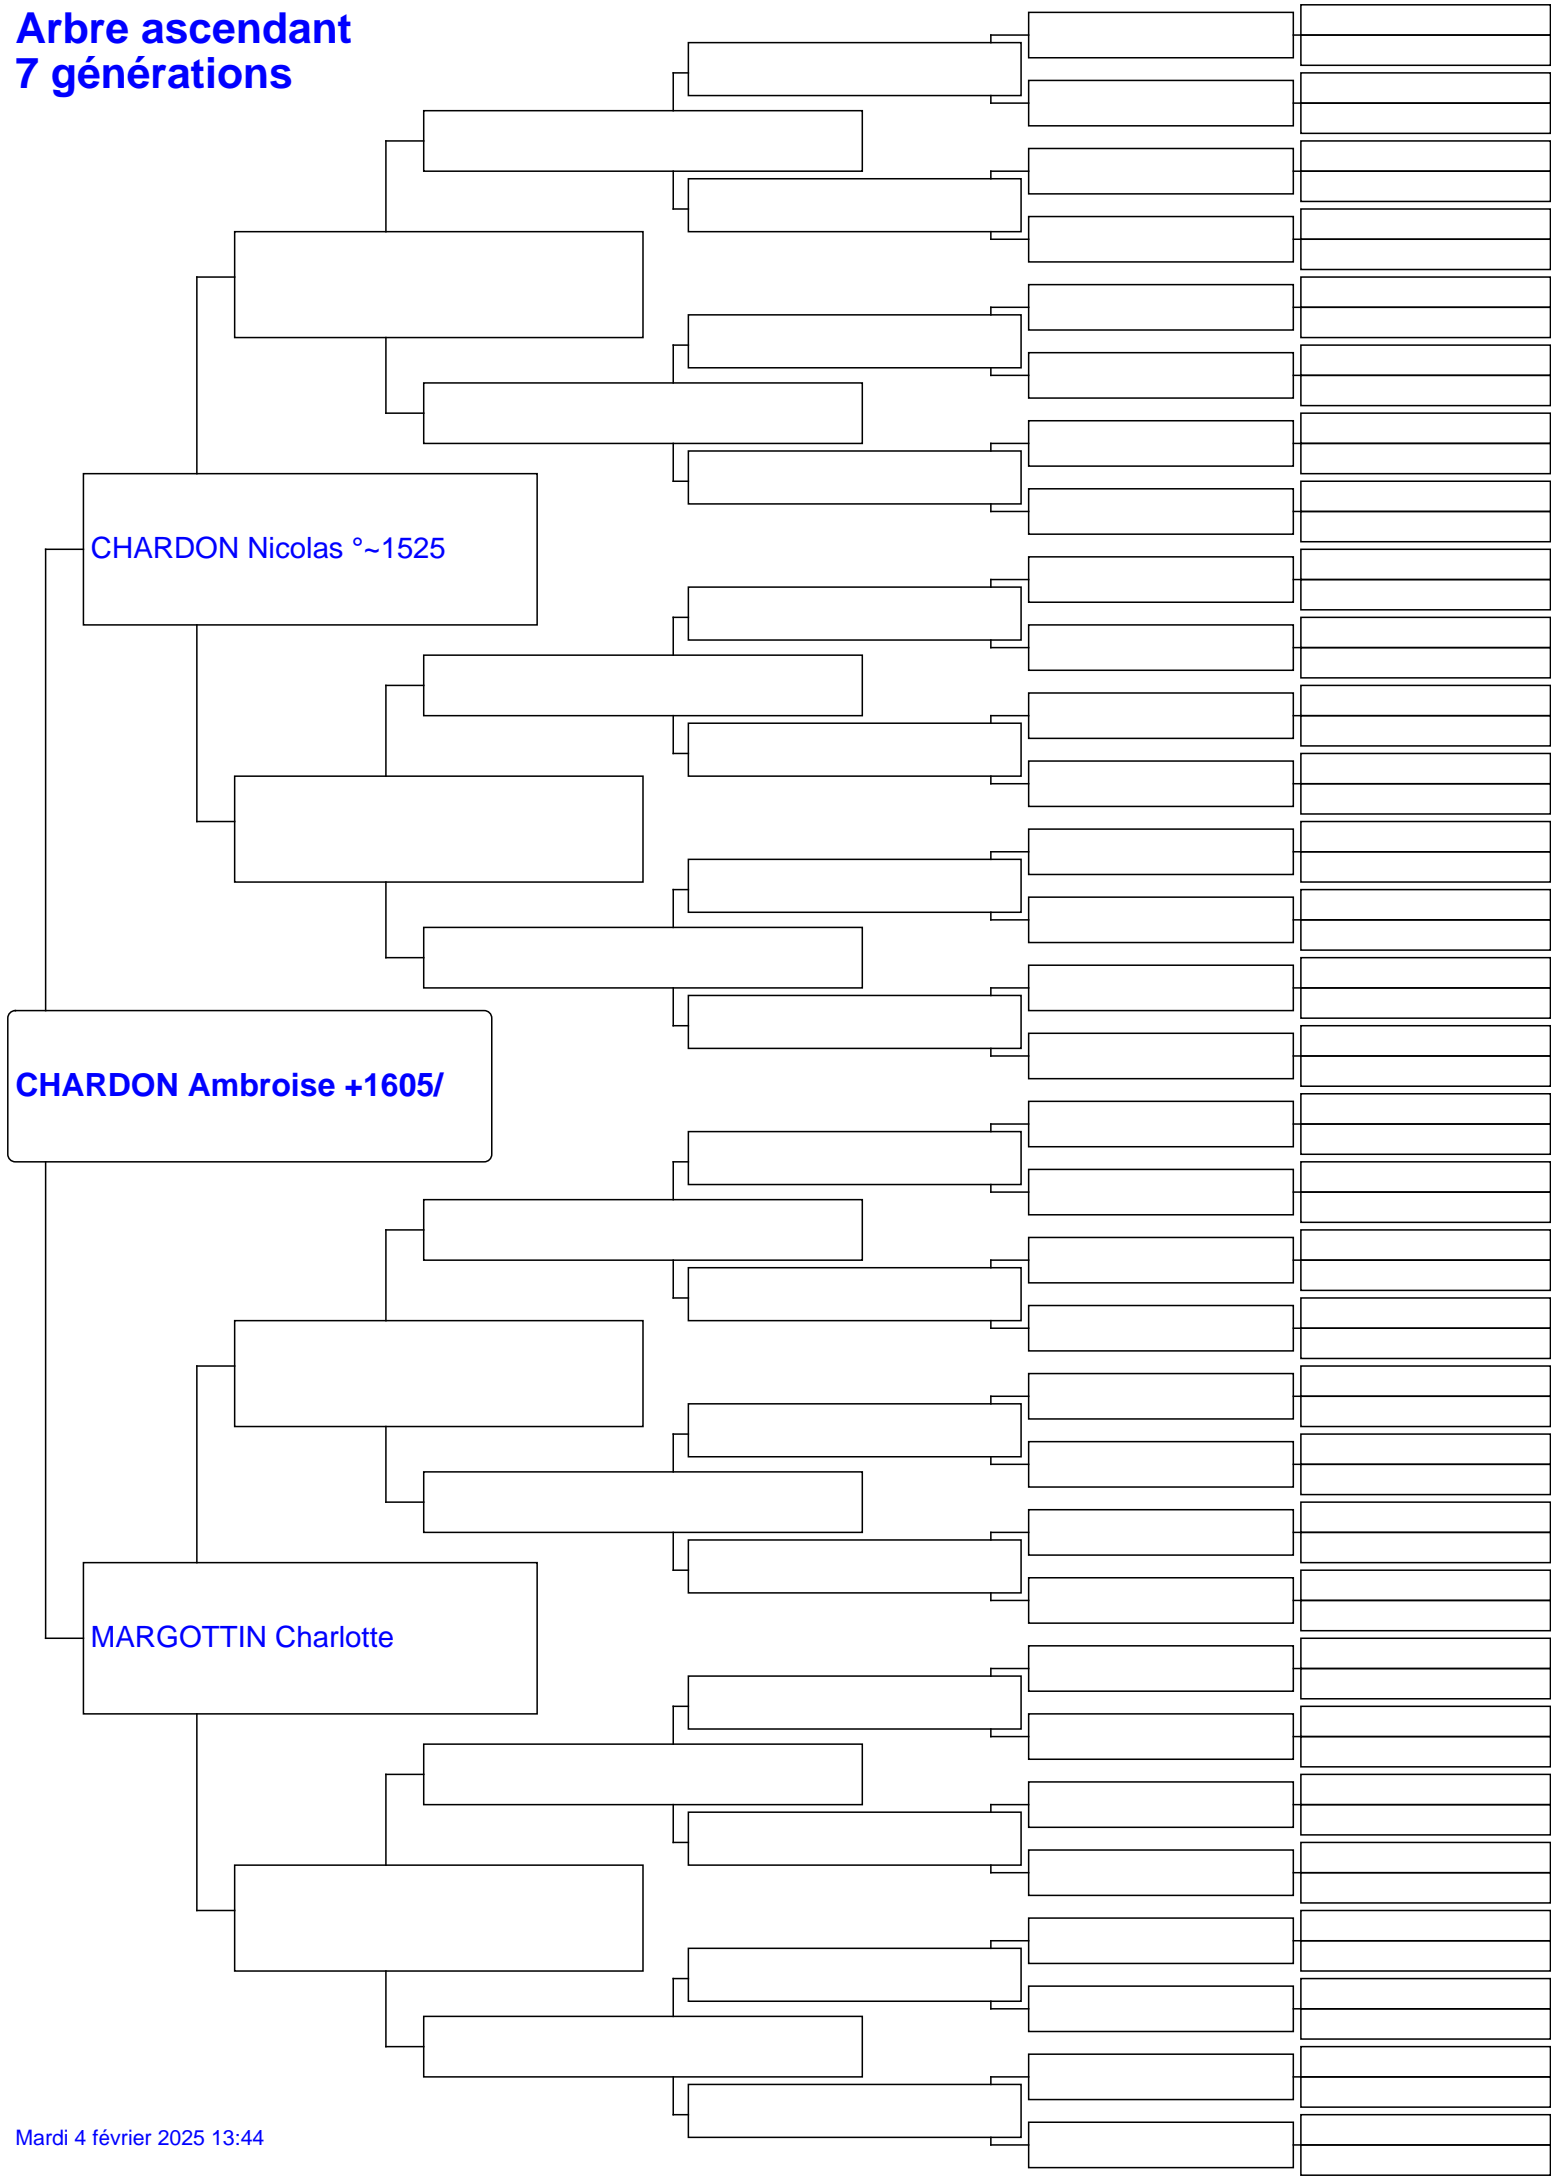 Arbre ascendant
7 générations
CHARDON Nicolas °~1525
CHARDON Ambroise +1605/
MARGOTTIN Charlotte
Mardi 4 février 2025 13:44